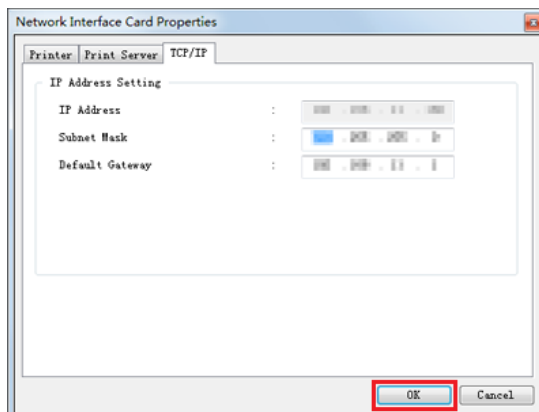 Network Interface Card Properties
Printer Print Server TCP/IP
IP Address Setting
IP Address :
Subnet Mask :
Default Gateway :
OK Cancel